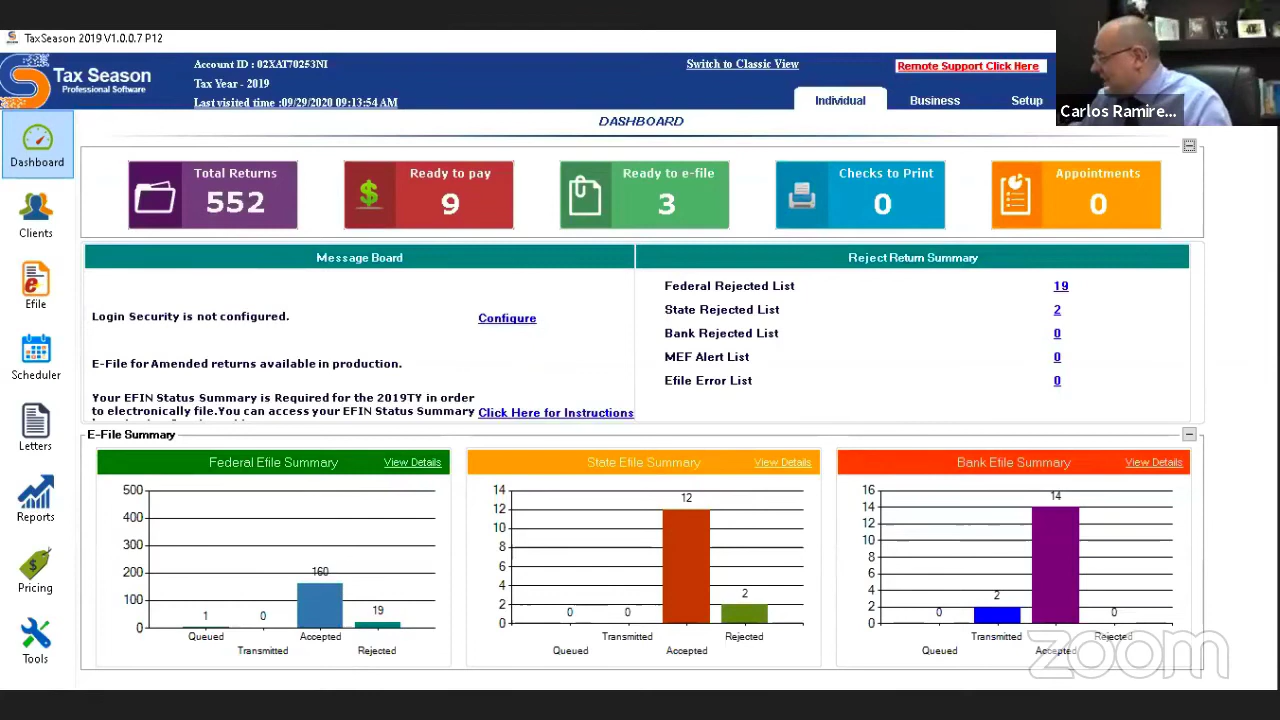 TaxSeason 2019 V1.0.0.7 P12
Tax Season
Professional Software
Account ID : 02XAT70253NI
Tax Year - 2019
Last visited time :09/29/2020 09:13:54 AM
Switch to Classic View
Remote Support Click Here
Individual
Business
Setup
Carlos Ramire...
DASHBOARD
Dashboard
Clients
Efile
Scheduler
Letters
Reports
Pricing
Tools
Total Returns
552
Ready to pay
9
Ready to e-file
3
Checks to Print
0
Appointments
0
Message Board
Login Security is not configured.
Configure
E-File for Amended returns available in production.
Your EFIN Status Summary is Required for the 2019TY in order
to electronically file.You can access your EFIN Status Summary
Click Here for Instructions
Reject Return Summary
Federal Rejected List 19
State Rejected List 2
Bank Rejected List 0
MEF Alert List 0
Efile Error List 0
E-File Summary
Federal Efile Summary View Details
500
400
300
200
100
0
1
0
160
19
Queued
Transmitted
Accepted
Rejected
State Efile Summary View Details
14
12
10
8
6
4
2
0
0
0
12
2
Queued
Transmitted
Accepted
Rejected
Bank Efile Summary View Details
16
14
12
10
8
6
4
2
0
0
2
14
0
Queued
Transmitted
Accepted
Rejected
zoom